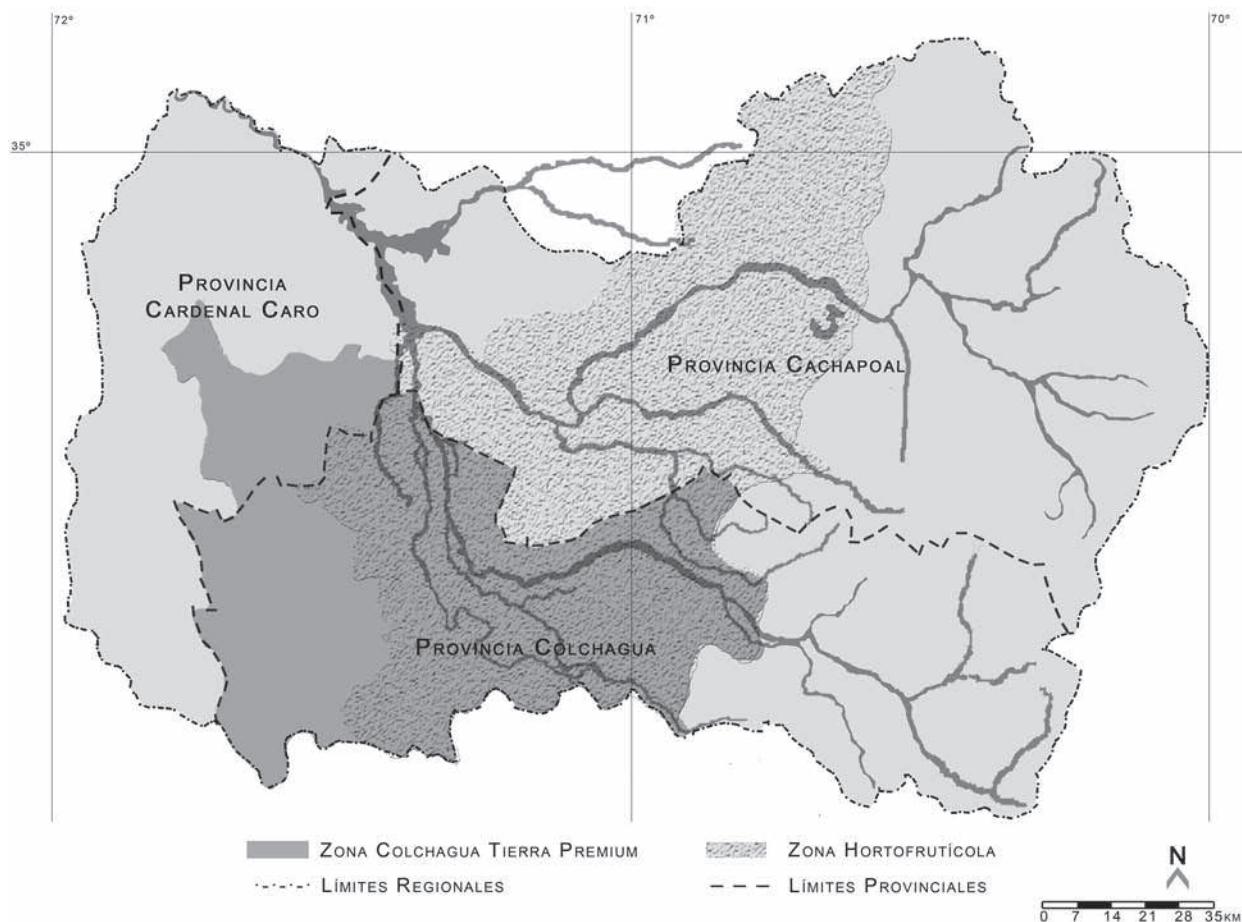 72° 71° 70°
35°
Provincia
Cardenal Caro
Provincia Cachapoal
Provincia Colchagua
Zona Colchagua Tierra Premium Zona Hortofrutícola
Límites Regionales Límites Provinciales
N
0 7 14 21 28 35KM